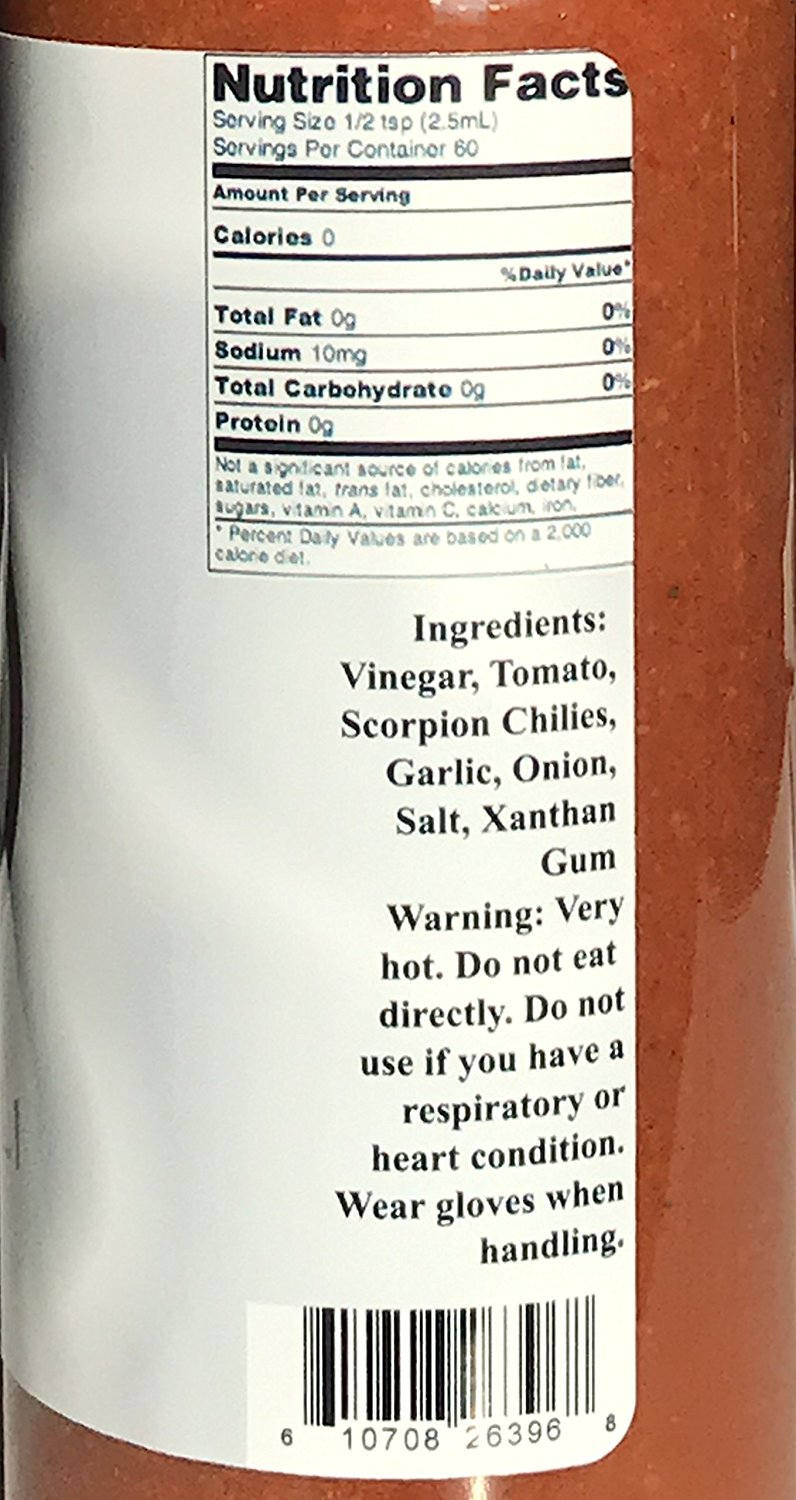 Nutrition Facts
Serving Size 1/2 tsp (2.5mL)
Servings Per Container 60
Amount Per Serving
Calories 0
%Daily Value*
Total Fat 0g 0%
Sodium 10mg 0%
Total Carbohydrate 0g 0%
Protein 0g
Not a significant source of calories from fat,
saturated fat, trans fat, cholesterol, dietary fiber,
sugars, vitamin A, vitamin C, calcium, iron.
* Percent Daily Values are based on a 2,000
calorie diet.
Ingredients:
Vinegar, Tomato,
Scorpion Chilies,
Garlic, Onion,
Salt, Xanthan
Gum
Warning: Very
hot. Do not eat
directly. Do not
use if you have a
respiratory or
heart condition.
Wear gloves when
handling.
6 10708 26396 8